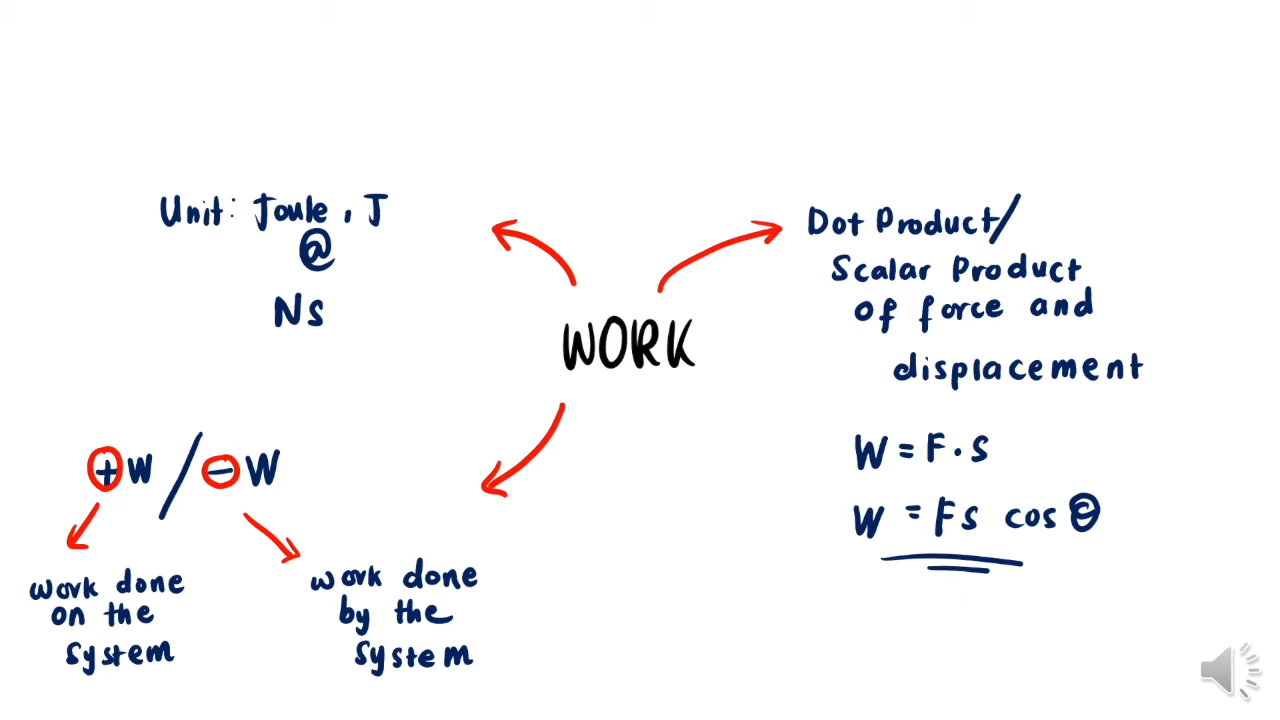 Unit: Joule, J
@
Ns
WORK
Dot Product/
Scalar Product
of force and
displacement
W = F · s
W = Fs cos θ
+W / -W
work done
on the
system
work done
by the
system